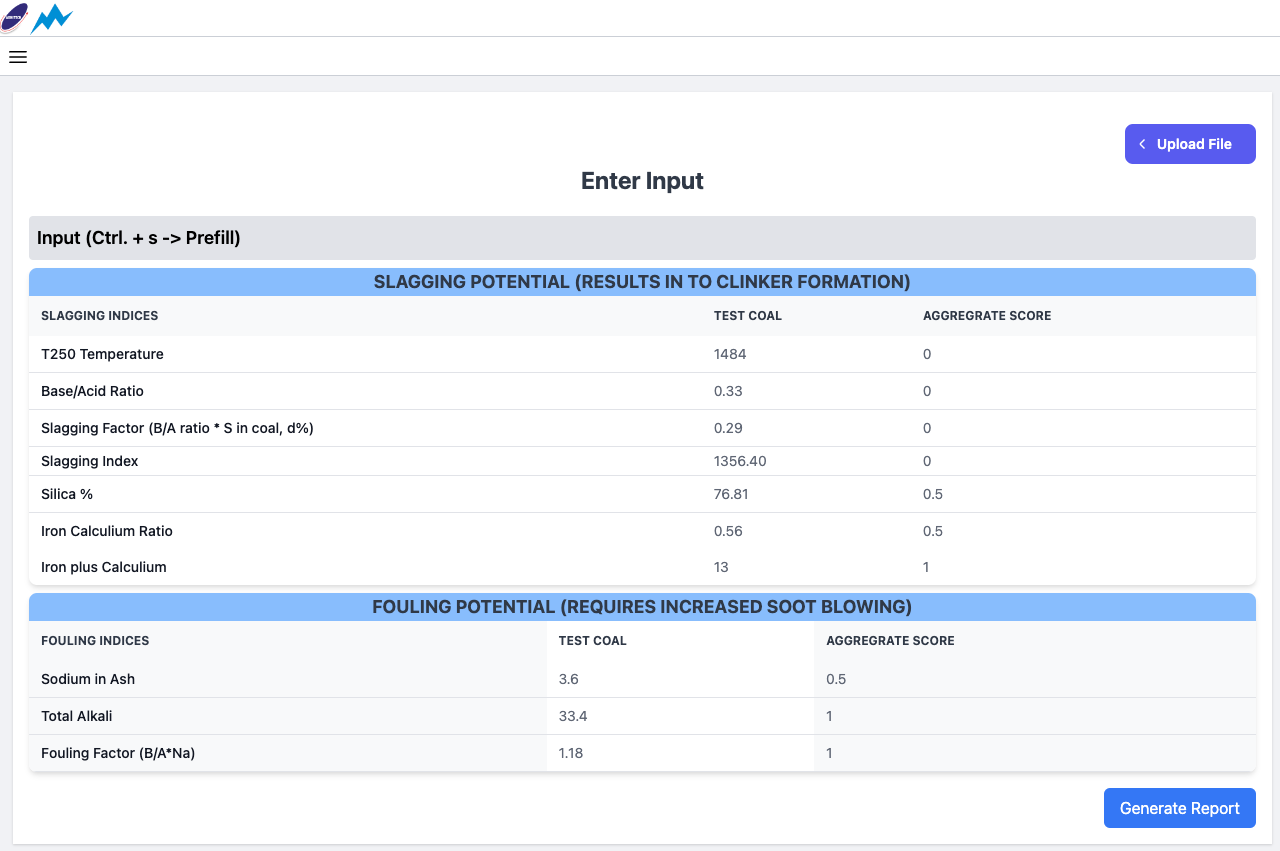 Upload File
Enter Input
Input (Ctrl. + s -> Prefill)
SLAGGING POTENTIAL (RESULTS IN TO CLINKER FORMATION)
SLAGGING INDICES TEST COAL AGGREGRATE SCORE
T250 Temperature 1484 0
Base/Acid Ratio 0.33 0
Slagging Factor (B/A ratio * S in coal, d%) 0.29 0
Slagging Index 1356.40 0
Silica % 76.81 0.5
Iron Calculium Ratio 0.56 0.5
Iron plus Calculium 13 1
FOULING POTENTIAL (REQUIRES INCREASED SOOT BLOWING)
FOULING INDICES TEST COAL AGGREGRATE SCORE
Sodium in Ash 3.6 0.5
Total Alkali 33.4 1
Fouling Factor (B/A*Na) 1.18 1
Generate Report